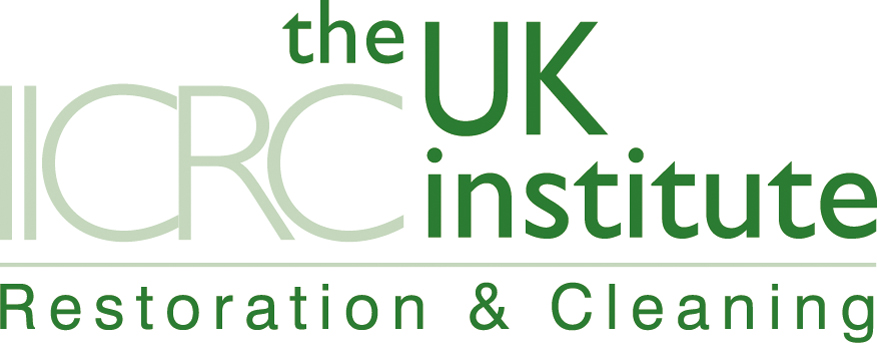 the UK
IICRC institute
Restoration & Cleaning